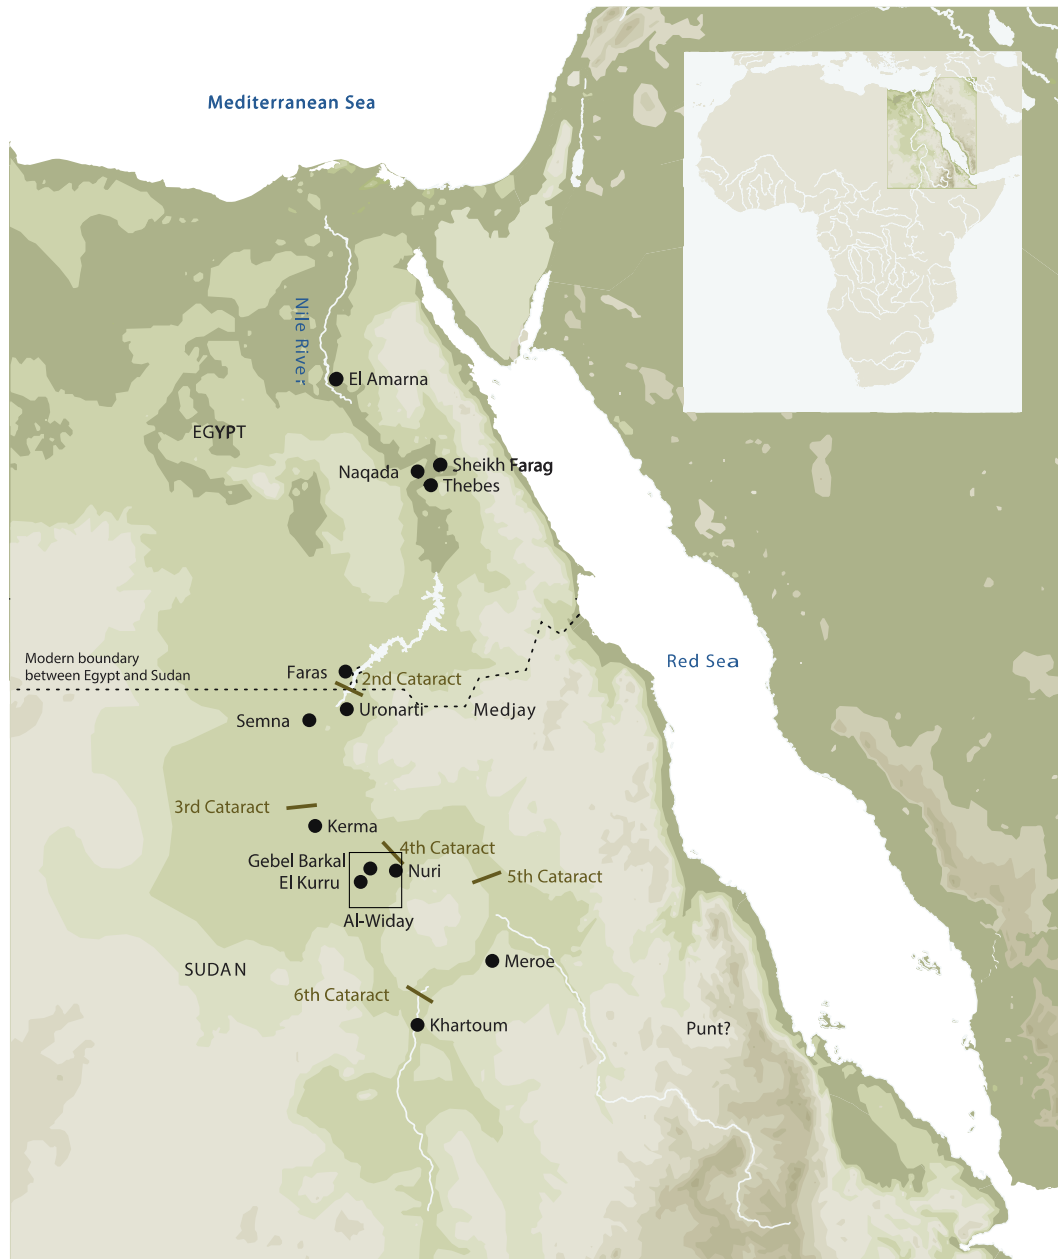 Mediterranean Sea
Nile River
El Amarna
EGYPT
Sheikh Farag
Naqada
Thebes
Modern boundary
between Egypt and Sudan
Red Sea
Faras
2nd Cataract
Uronarti
Medjay
Semna
3rd Cataract
Kerma
4th Cataract
Gebel Barkal
Nuri
El Kurru
5th Cataract
Al-Widay
Meroe
SUDAN
6th Cataract
Khartoum
Punt?